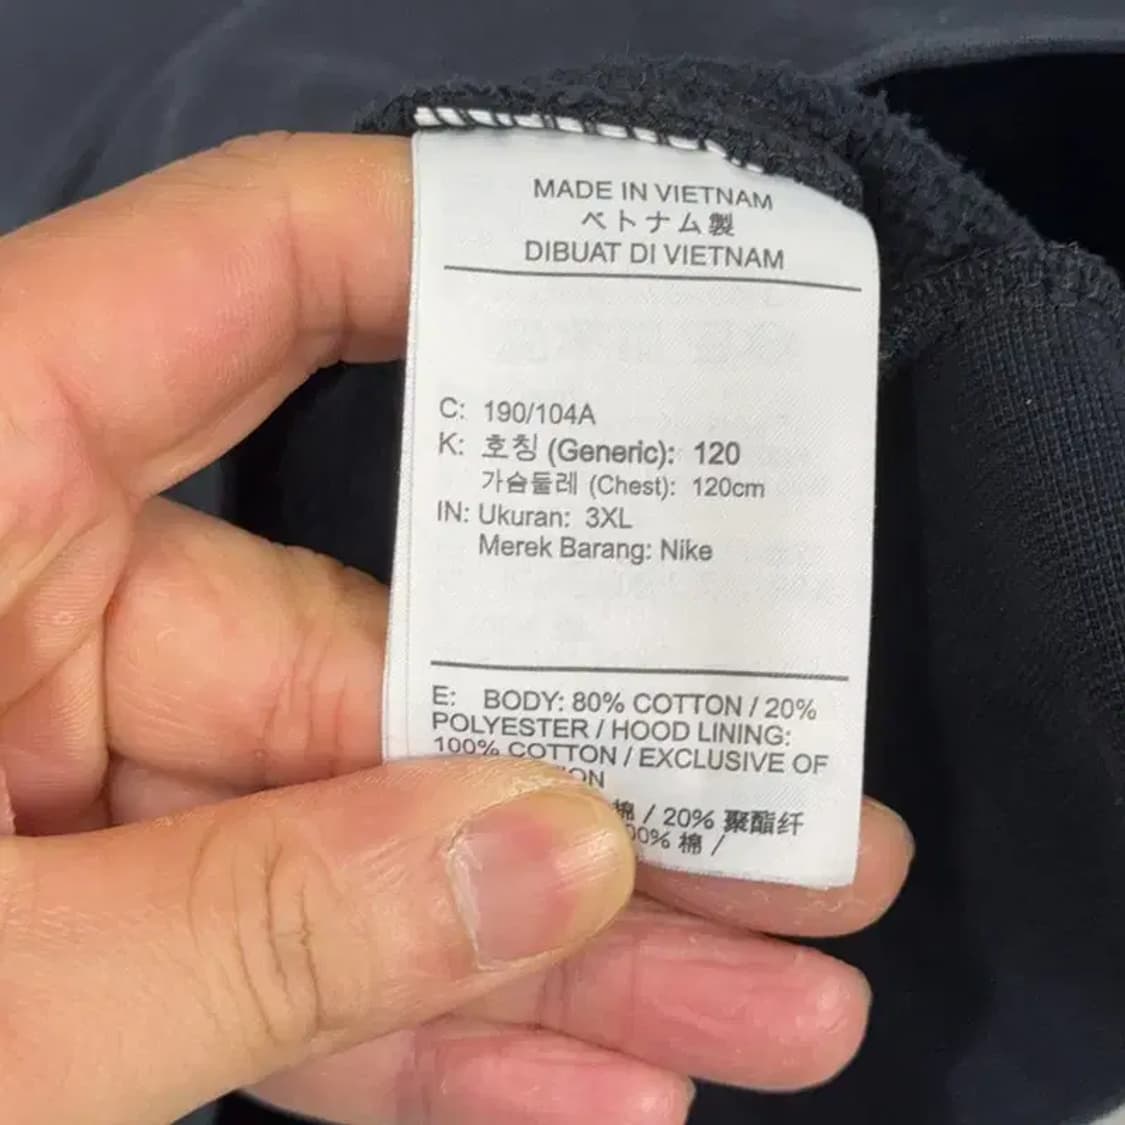 MADE IN VIETNAM
ベトナム製
DIBUAT DI VIETNAM
C: 190/104A
K: 호칭 (Generic): 120
가슴둘레 (Chest): 120cm
IN: Ukuran: 3XL
Merek Barang: Nike
E: BODY: 80% COTTON / 20%
POLYESTER / HOOD LINING:
100% COTTON / EXCLUSIVE OF
棉 / 20% 聚酯纤
棉 /